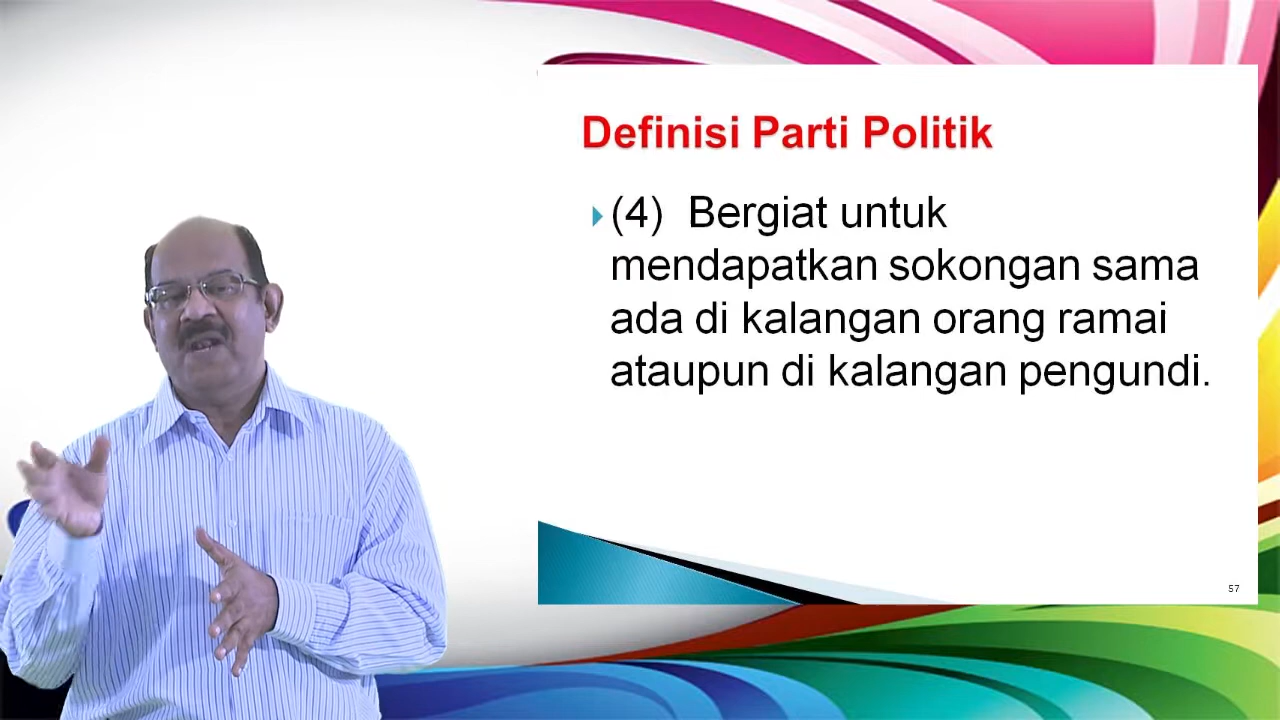 Definisi Parti Politik
(4) Bergiat untuk
mendapatkan sokongan sama
ada di kalangan orang ramai
ataupun di kalangan pengundi.
57